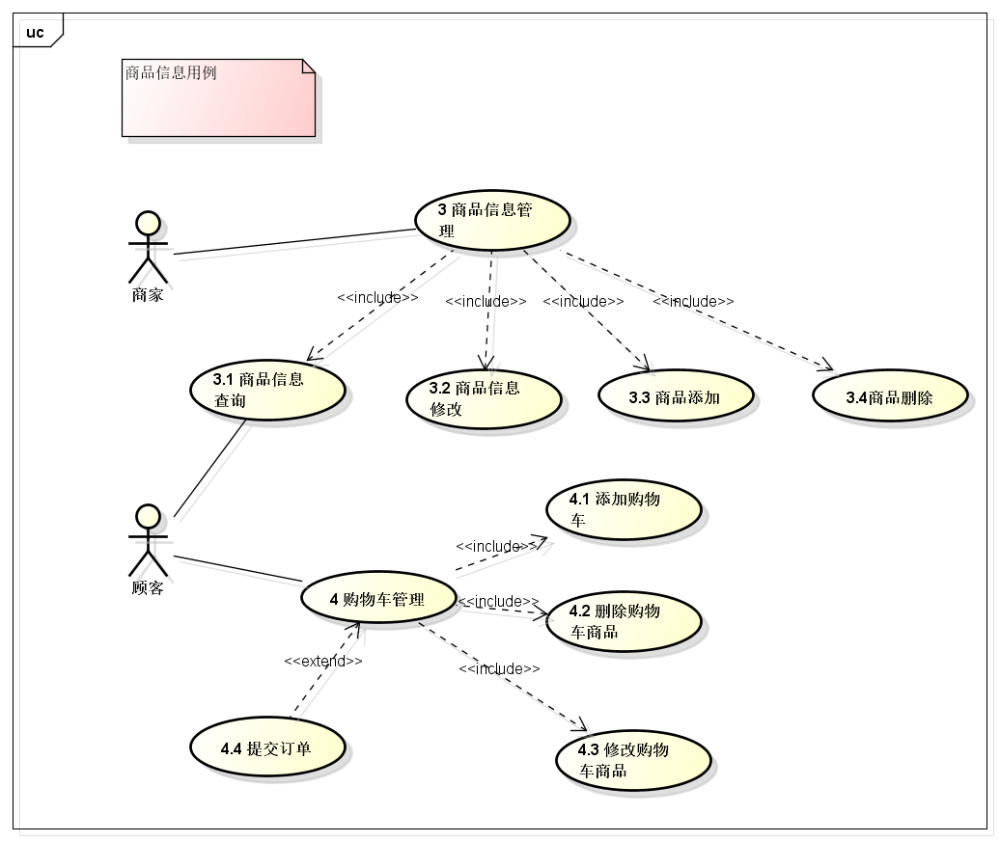 uc
商品信息用例
3 商品信息管
理
商家
<<include>>
<<include>>
<<include>>
<<include>>
3.1 商品信息
查询
3.2 商品信息
修改
3.3 商品添加
3.4商品删除
4.1 添加购物
车
<<include>>
顾客
4 购物车管理
<<include>>
4.2 删除购物
车商品
<<extend>>
<<include>>
4.4 提交订单
4.3 修改购物
车商品